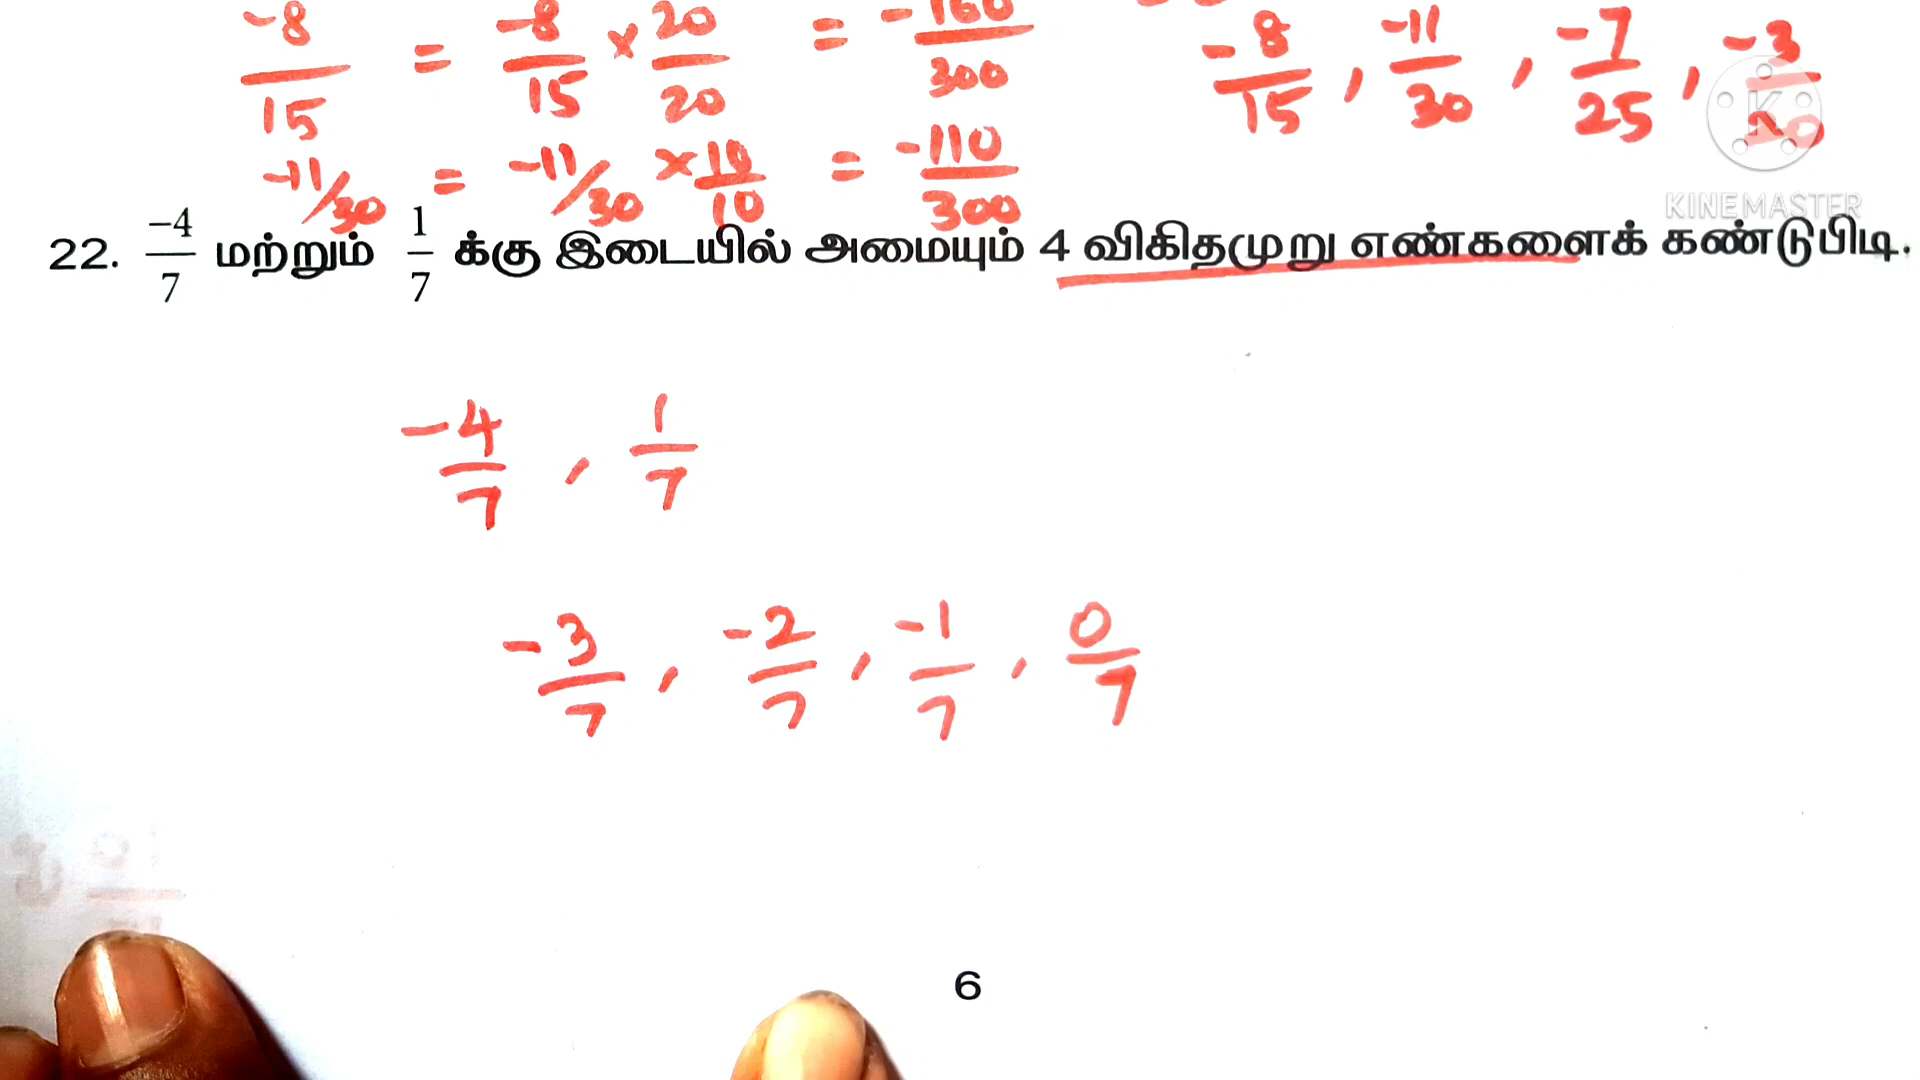 -8/15 = -8/15 × 20/20 = -160/300
-8/15 , -11/30 , -7/25 , -3/
-11/30 = -11/30 × 10/10 = -110/300
K
KINEMASTER
22. -4/7 மற்றும் 1/7 க்கு இடையில் அமையும் 4 விகிதமுறு எண்களைக் கண்டுபிடி.
-4/7 , 1/7
-3/7 , -2/7 , -1/7 , 0/7
6